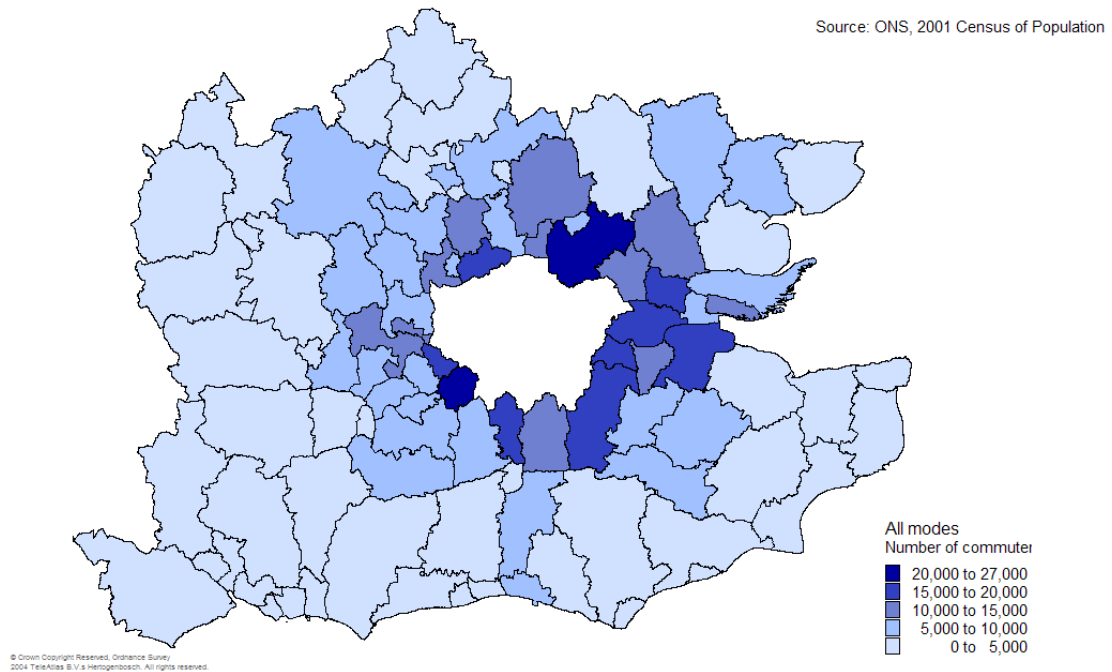 Source: ONS, 2001 Census of Population
All modes
Number of commuter
20,000 to 27,000
15,000 to 20,000
10,000 to 15,000
5,000 to 10,000
0 to 5,000
© Crown Copyright Reserved, Ordnance Survey
2004 TeleAtlas B.V.s Hertogenbosch. All rights reserved.